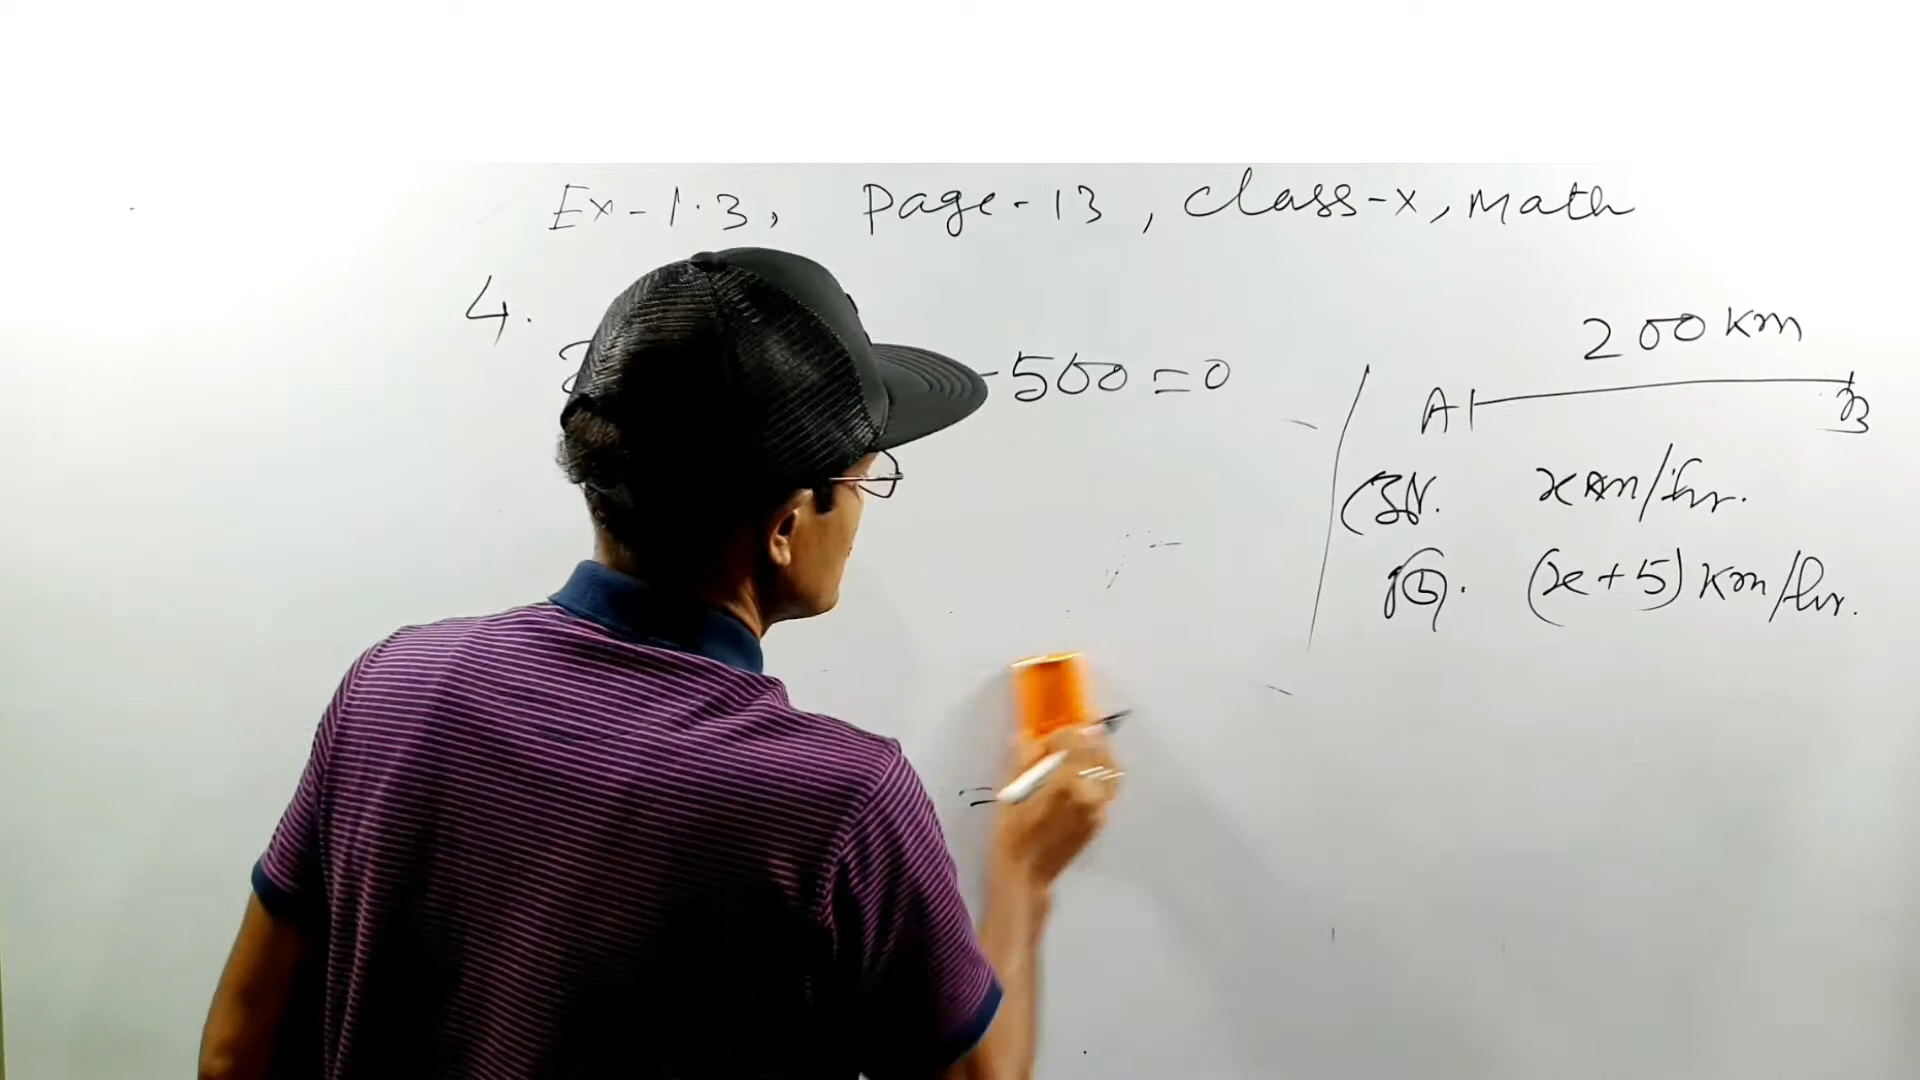 Ex-1.3, Page-13, Class-X, Math
4.
-500=0
200 km
A B
x km/hr.
(x+5) km/hr.
=